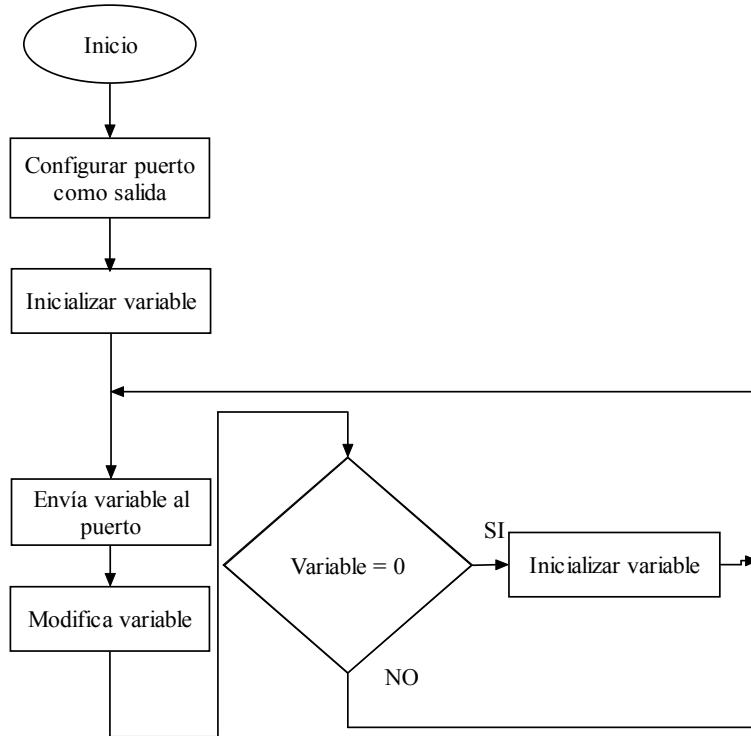 Inicio
Configurar puerto
como salida
Inicializar variable
Envía variable al
puerto
Modifica variable
Variable = 0
SI
Inicializar variable
NO